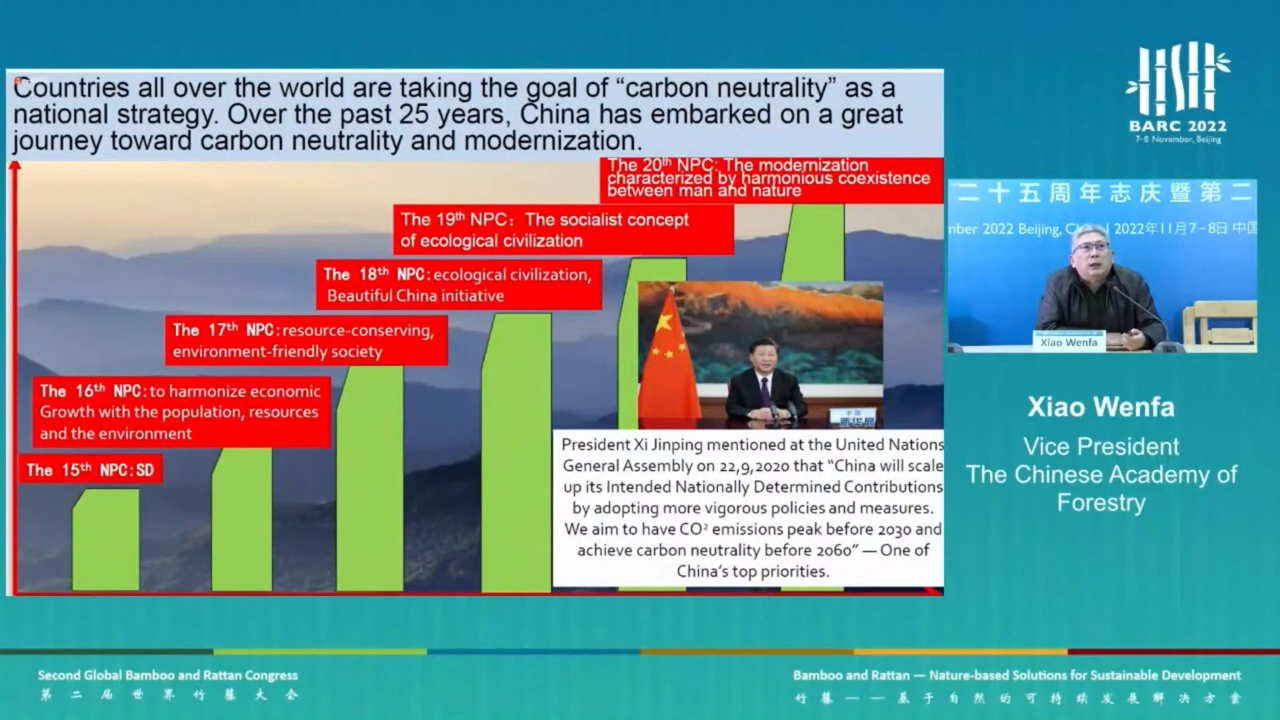 Countries all over the world are taking the goal of “carbon neutrality” as a
national strategy. Over the past 25 years, China has embarked on a great
journey toward carbon neutrality and modernization.
The 20th NPC: The modernization
characterized by harmonious coexistence
between man and nature
The 19th NPC: The socialist concept
of ecological civilization
The 18th NPC:ecological civilization,
Beautiful China initiative
The 17th NPC:resource-conserving,
environment-friendly society
The 16th NPC:to harmonize economic
Growth with the population, resources
and the environment
The 15th NPC:SD
中国
President Xi Jinping mentioned at the United Nations
General Assembly on 22,9,2020 that “China will scale
up its Intended Nationally Determined Contributions
by adopting more vigorous policies and measures.
We aim to have CO² emissions peak before 2030 and
achieve carbon neutrality before 2060” — One of
China’s top priorities.
BARC 2022
7-8 November, Beijing
二十五周年志庆暨第二
mber 2022 Beijing, 2022年11月7-8日 中国
Xiao Wenfa
Xiao Wenfa
Vice President
The Chinese Academy of
Forestry
Second Global Bamboo and Rattan Congress
第二届世界竹藤大会
Bamboo and Rattan — Nature-based Solutions for Sustainable Development
竹藤——基于自然的可持续发展解决方案